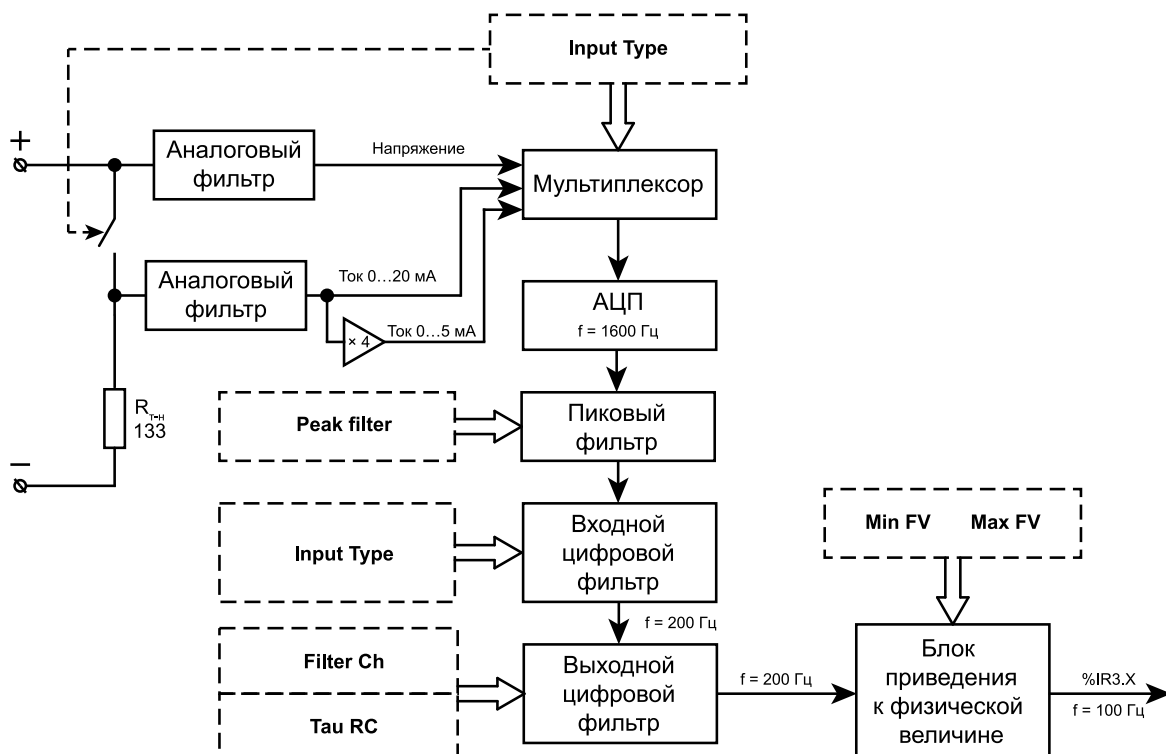 Input Type
+
Аналоговый
фильтр
Напряжение
Мультиплексор
Аналоговый
фильтр
Ток 0...20 мА
× 4
Ток 0...5 мА
АЦП
f = 1600 Гц
Rт-н
133
–
Peak filter
Пиковый
фильтр
Input Type
Входной
цифровой
фильтр
Min FV
Max FV
f = 200 Гц
Filter Ch
Tau RC
Выходной
цифровой
фильтр
f = 200 Гц
Блок
приведения
к физической
величине
%IR3.X
f = 100 Гц